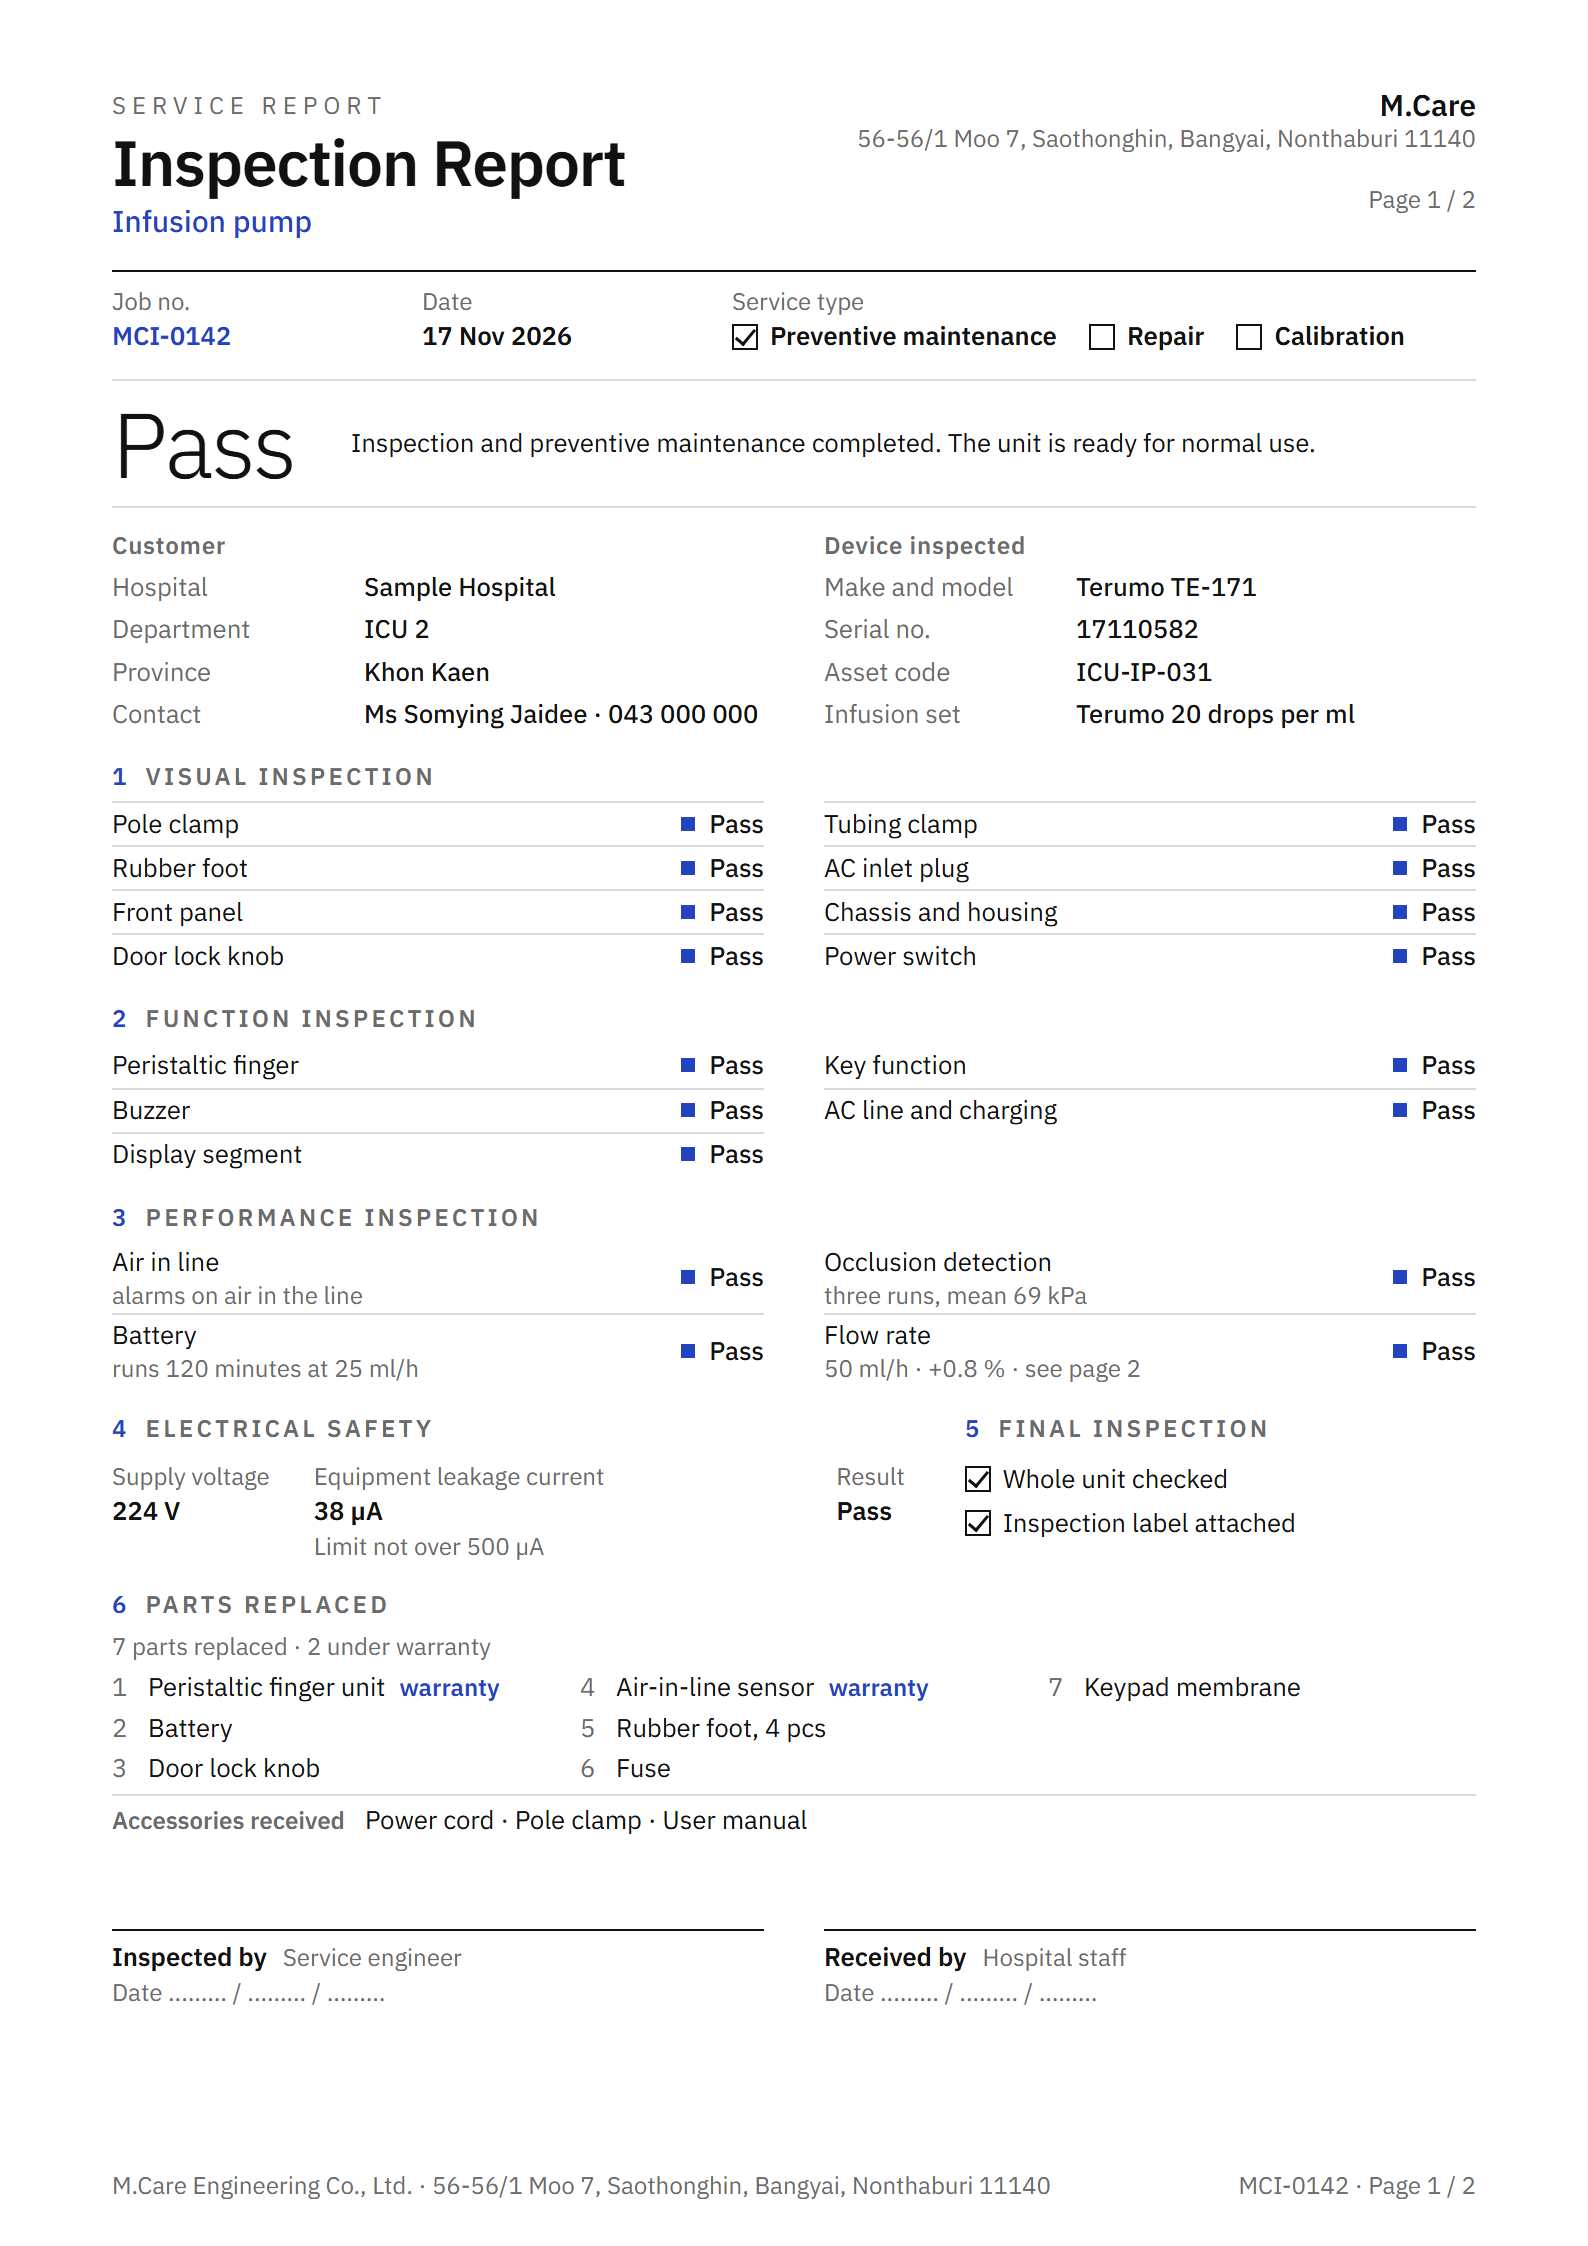 SERVICE REPORT
Inspection Report
Infusion pump
M.Care
56-56/1 Moo 7, Saothonghin, Bangyai, Nonthaburi 11140
Page 1 / 2
Job no.
MCI-0142
Date
17 Nov 2026
Service type
Preventive maintenance Repair Calibration
Pass
Inspection and preventive maintenance completed. The unit is ready for normal use.
Customer
Hospital Sample Hospital
Department ICU 2
Province Khon Kaen
Contact Ms Somying Jaidee · 043 000 000
Device inspected
Make and model Terumo TE-171
Serial no. 17110582
Asset code ICU-IP-031
Infusion set Terumo 20 drops per ml
1 VISUAL INSPECTION
Pole clamp Pass
Rubber foot Pass
Front panel Pass
Door lock knob Pass
Tubing clamp Pass
AC inlet plug Pass
Chassis and housing Pass
Power switch Pass
2 FUNCTION INSPECTION
Peristaltic finger Pass
Buzzer Pass
Display segment Pass
Key function Pass
AC line and charging Pass
3 PERFORMANCE INSPECTION
Air in line Pass
alarms on air in the line
Battery Pass
runs 120 minutes at 25 ml/h
Occlusion detection Pass
three runs, mean 69 kPa
Flow rate Pass
50 ml/h · +0.8 % · see page 2
4 ELECTRICAL SAFETY
Supply voltage
224 V
Equipment leakage current
38 µA
Limit not over 500 µA
Result
Pass
5 FINAL INSPECTION
Whole unit checked
Inspection label attached
6 PARTS REPLACED
7 parts replaced · 2 under warranty
1 Peristaltic finger unit warranty
2 Battery
3 Door lock knob
4 Air-in-line sensor warranty
5 Rubber foot, 4 pcs
6 Fuse
7 Keypad membrane
Accessories received Power cord · Pole clamp · User manual
Inspected by Service engineer
Date ......... / ......... / .........
Received by Hospital staff
Date ......... / ......... / .........
M.Care Engineering Co., Ltd. · 56-56/1 Moo 7, Saothonghin, Bangyai, Nonthaburi 11140
MCI-0142 · Page 1 / 2